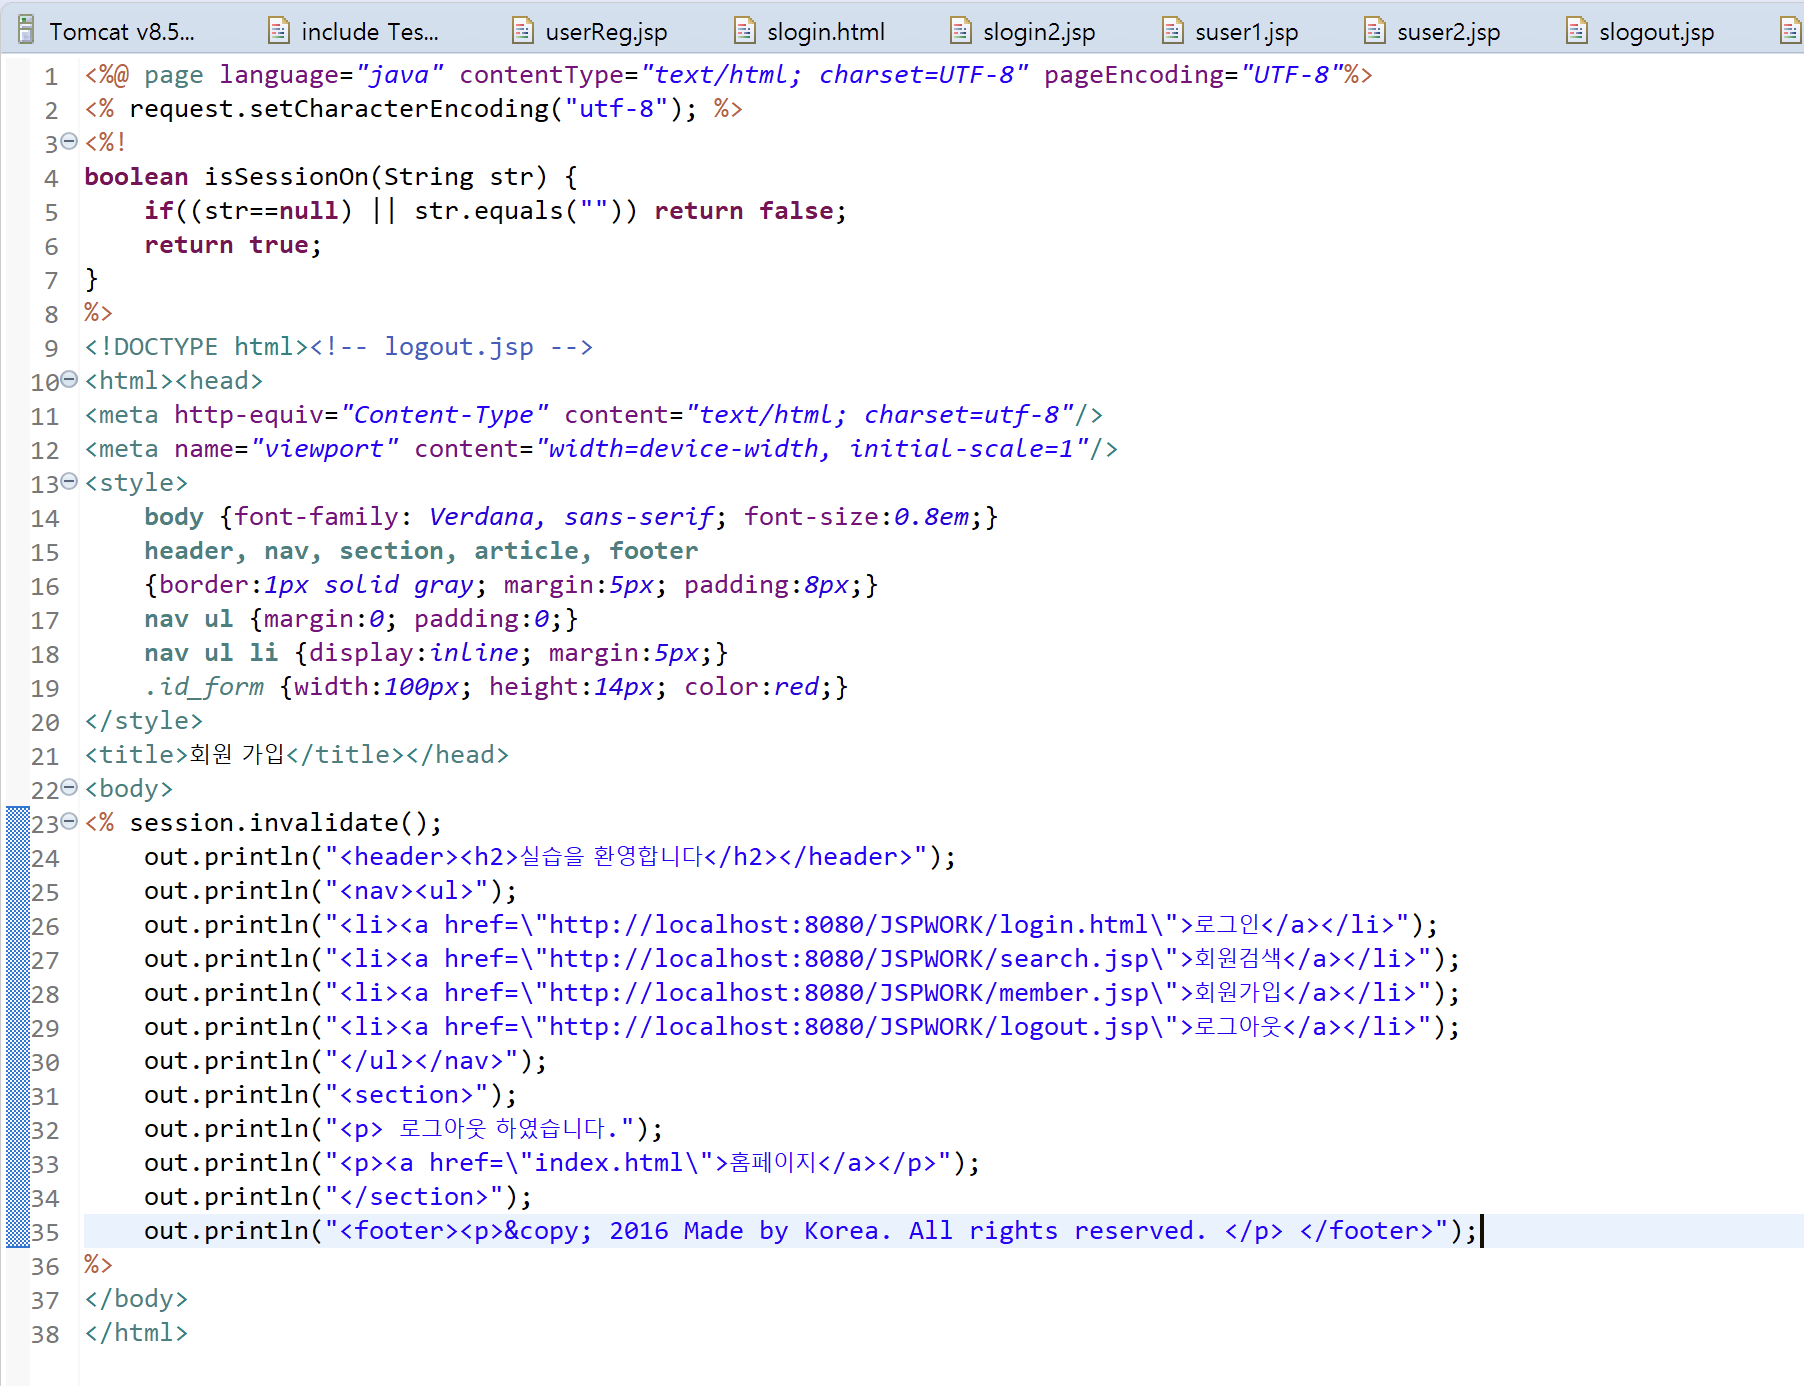 Tomcat v8.5... include Tes... userReg.jsp slogin.html slogin2.jsp suser1.jsp suser2.jsp slogout.jsp
1 <%@ page language="java" contentType="text/html; charset=UTF-8" pageEncoding="UTF-8"%>
2 <% request.setCharacterEncoding("utf-8"); %>
3 <%!
4 boolean isSessionOn(String str) {
5     if((str==null) || str.equals("")) return false;
6     return true;
7 }
8 %>
9 <!DOCTYPE html><!-- logout.jsp -->
10 <html><head>
11 <meta http-equiv="Content-Type" content="text/html; charset=utf-8"/>
12 <meta name="viewport" content="width=device-width, initial-scale=1"/>
13 <style>
14     body {font-family: Verdana, sans-serif; font-size:0.8em;}
15     header, nav, section, article, footer
16     {border:1px solid gray; margin:5px; padding:8px;}
17     nav ul {margin:0; padding:0;}
18     nav ul li {display:inline; margin:5px;}
19     .id_form {width:100px; height:14px; color:red;}
20 </style>
21 <title>회원 가입</title></head>
22 <body>
23 <% session.invalidate();
24     out.println("<header><h2>실습을 환영합니다</h2></header>");
25     out.println("<nav><ul>");
26     out.println("<li><a href=\"http://localhost:8080/JSPWORK/login.html\">로그인</a></li>");
27     out.println("<li><a href=\"http://localhost:8080/JSPWORK/search.jsp\">회원검색</a></li>");
28     out.println("<li><a href=\"http://localhost:8080/JSPWORK/member.jsp\">회원가입</a></li>");
29     out.println("<li><a href=\"http://localhost:8080/JSPWORK/logout.jsp\">로그아웃</a></li>");
30     out.println("</ul></nav>");
31     out.println("<section>");
32     out.println("<p> 로그아웃 하였습니다.");
33     out.println("<p><a href=\"index.html\">홈페이지</a></p>");
34     out.println("</section>");
35     out.println("<footer><p>&copy; 2016 Made by Korea. All rights reserved. </p> </footer>");
36 %>
37 </body>
38 </html>